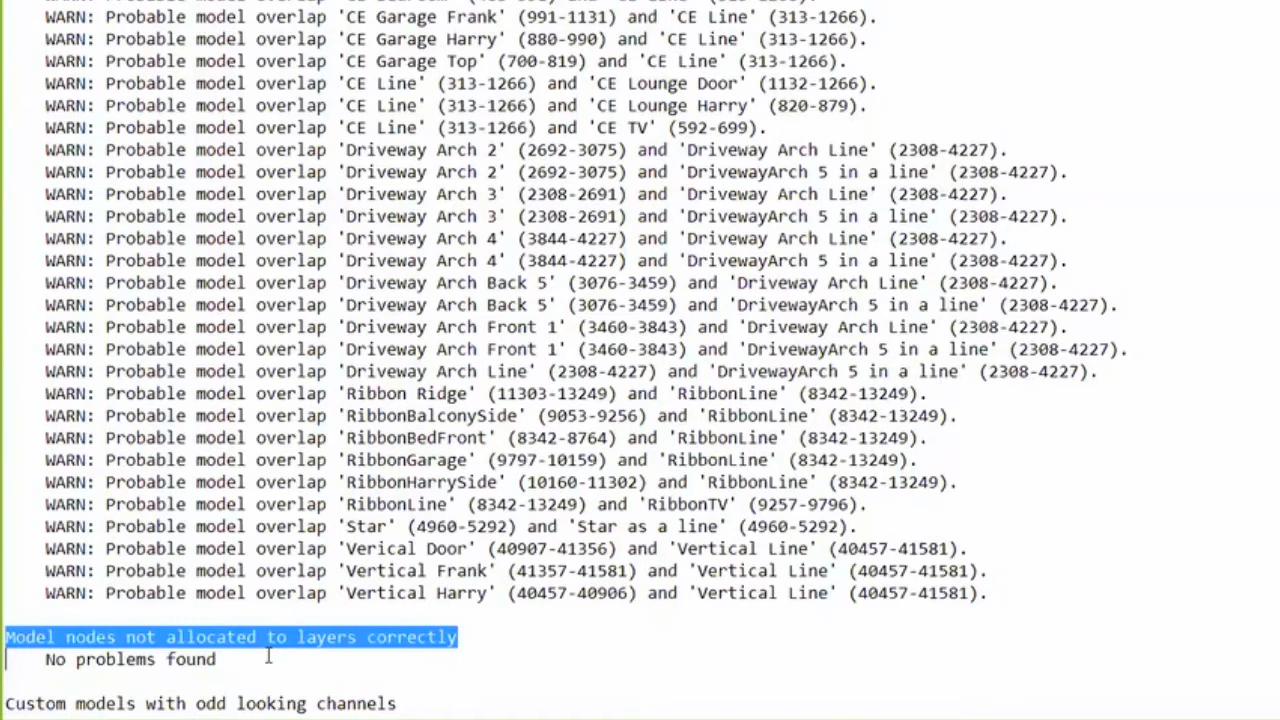 WARN: Probable model overlap 'CE Garage Frank' (991-1131) and 'CE Line' (313-1266).
WARN: Probable model overlap 'CE Garage Harry' (880-990) and 'CE Line' (313-1266).
WARN: Probable model overlap 'CE Garage Top' (700-819) and 'CE Line' (313-1266).
WARN: Probable model overlap 'CE Line' (313-1266) and 'CE Lounge Door' (1132-1266).
WARN: Probable model overlap 'CE Line' (313-1266) and 'CE Lounge Harry' (820-879).
WARN: Probable model overlap 'CE Line' (313-1266) and 'CE TV' (592-699).
WARN: Probable model overlap 'Driveway Arch 2' (2692-3075) and 'Driveway Arch Line' (2308-4227).
WARN: Probable model overlap 'Driveway Arch 2' (2692-3075) and 'DrivewayArch 5 in a line' (2308-4227).
WARN: Probable model overlap 'Driveway Arch 3' (2308-2691) and 'Driveway Arch Line' (2308-4227).
WARN: Probable model overlap 'Driveway Arch 3' (2308-2691) and 'DrivewayArch 5 in a line' (2308-4227).
WARN: Probable model overlap 'Driveway Arch 4' (3844-4227) and 'Driveway Arch Line' (2308-4227).
WARN: Probable model overlap 'Driveway Arch 4' (3844-4227) and 'DrivewayArch 5 in a line' (2308-4227).
WARN: Probable model overlap 'Driveway Arch Back 5' (3076-3459) and 'Driveway Arch Line' (2308-4227).
WARN: Probable model overlap 'Driveway Arch Back 5' (3076-3459) and 'DrivewayArch 5 in a line' (2308-4227).
WARN: Probable model overlap 'Driveway Arch Front 1' (3460-3843) and 'Driveway Arch Line' (2308-4227).
WARN: Probable model overlap 'Driveway Arch Front 1' (3460-3843) and 'DrivewayArch 5 in a line' (2308-4227).
WARN: Probable model overlap 'Driveway Arch Line' (2308-4227) and 'DrivewayArch 5 in a line' (2308-4227).
WARN: Probable model overlap 'Ribbon Ridge' (11303-13249) and 'RibbonLine' (8342-13249).
WARN: Probable model overlap 'RibbonBalconySide' (9053-9256) and 'RibbonLine' (8342-13249).
WARN: Probable model overlap 'RibbonBedFront' (8342-8764) and 'RibbonLine' (8342-13249).
WARN: Probable model overlap 'RibbonGarage' (9797-10159) and 'RibbonLine' (8342-13249).
WARN: Probable model overlap 'RibbonHarrySide' (10160-11302) and 'RibbonLine' (8342-13249).
WARN: Probable model overlap 'RibbonLine' (8342-13249) and 'RibbonTV' (9257-9796).
WARN: Probable model overlap 'Star' (4960-5292) and 'Star as a line' (4960-5292).
WARN: Probable model overlap 'Verical Door' (40907-41356) and 'Vertical Line' (40457-41581).
WARN: Probable model overlap 'Vertical Frank' (41357-41581) and 'Vertical Line' (40457-41581).
WARN: Probable model overlap 'Vertical Harry' (40457-40906) and 'Vertical Line' (40457-41581).
Model nodes not allocated to layers correctly
No problems found
Custom models with odd looking channels